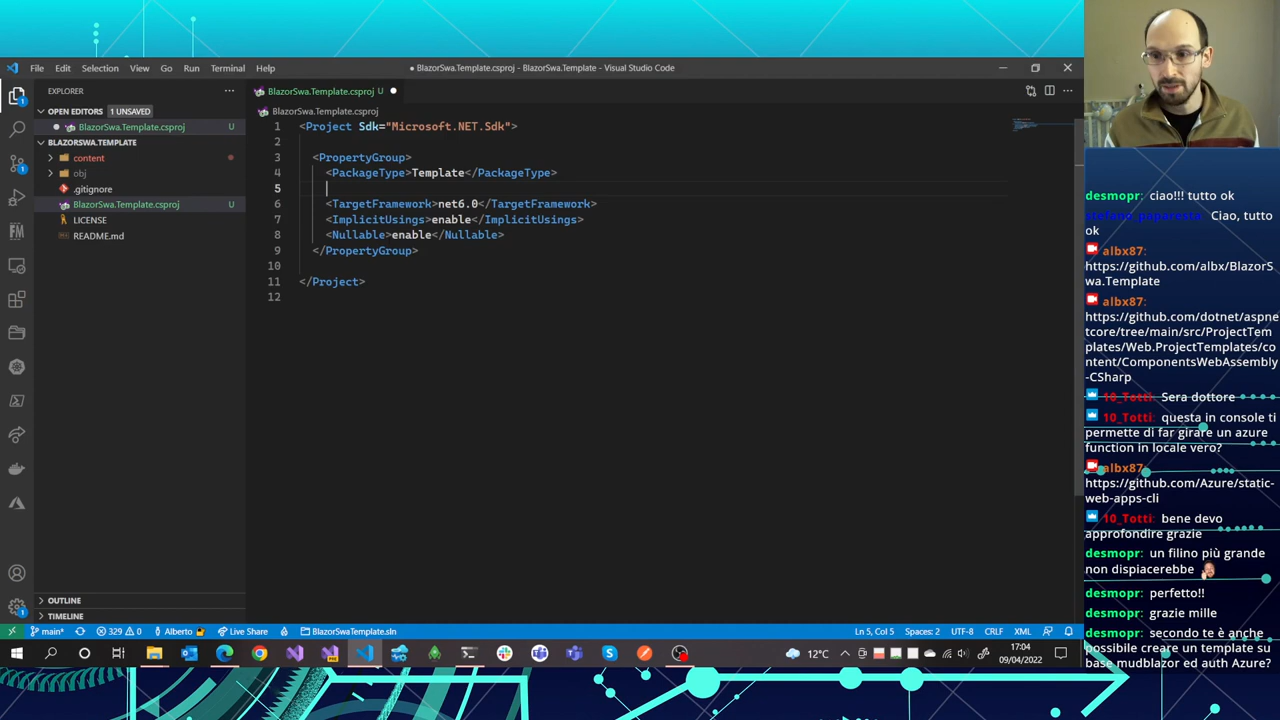 File Edit Selection View Go Run Terminal Help
● BlazorSwa.Template.csproj - BlazorSwa.Template - Visual Studio Code
EXPLORER
OPEN EDITORS 1 UNSAVED
BlazorSwa.Template.csproj U
BLAZORSWA.TEMPLATE
content
obj
.gitignore
BlazorSwa.Template.csproj U
LICENSE
README.md
OUTLINE
TIMELINE
BlazorSwa.Template.csproj U
BlazorSwa.Template.csproj
1 <Project Sdk="Microsoft.NET.Sdk">
2
3 <PropertyGroup>
4 <PackageType>Template</PackageType>
5
6 <TargetFramework>net6.0</TargetFramework>
7 <ImplicitUsings>enable</ImplicitUsings>
8 <Nullable>enable</Nullable>
9 </PropertyGroup>
10
11 </Project>
12
main* 329 0 Alberto Live Share BlazorSwaTemplate.sln Ln 5, Col 5 Spaces: 2 UTF-8 CRLF XML
12°C
17:04
09/04/2022
desmopr: ciao!!! tutto ok
stefano_paparesta: Ciao, tutto
ok
albx87:
https://github.com/albx/BlazorS
wa.Template
albx87:
https://github.com/dotnet/aspn
etcore/tree/main/src/ProjectTem
plates/Web.ProjectTemplates/co
ntent/ComponentsWebAssembly
-CSharp
10_Totti: Sera dottore
10_Totti: questa in console ti
permette di far girare un azure
function in locale vero?
albx87:
https://github.com/Azure/static-
web-apps-cli
10_Totti: bene devo
approfondire grazie
desmopr: un filino più grande
non dispiacerebbe
desmopr: perfetto!!
desmopr: grazie mille
desmopr: secondo te è anche
possibile creare un template su
base mudblazor ed auth Azure?